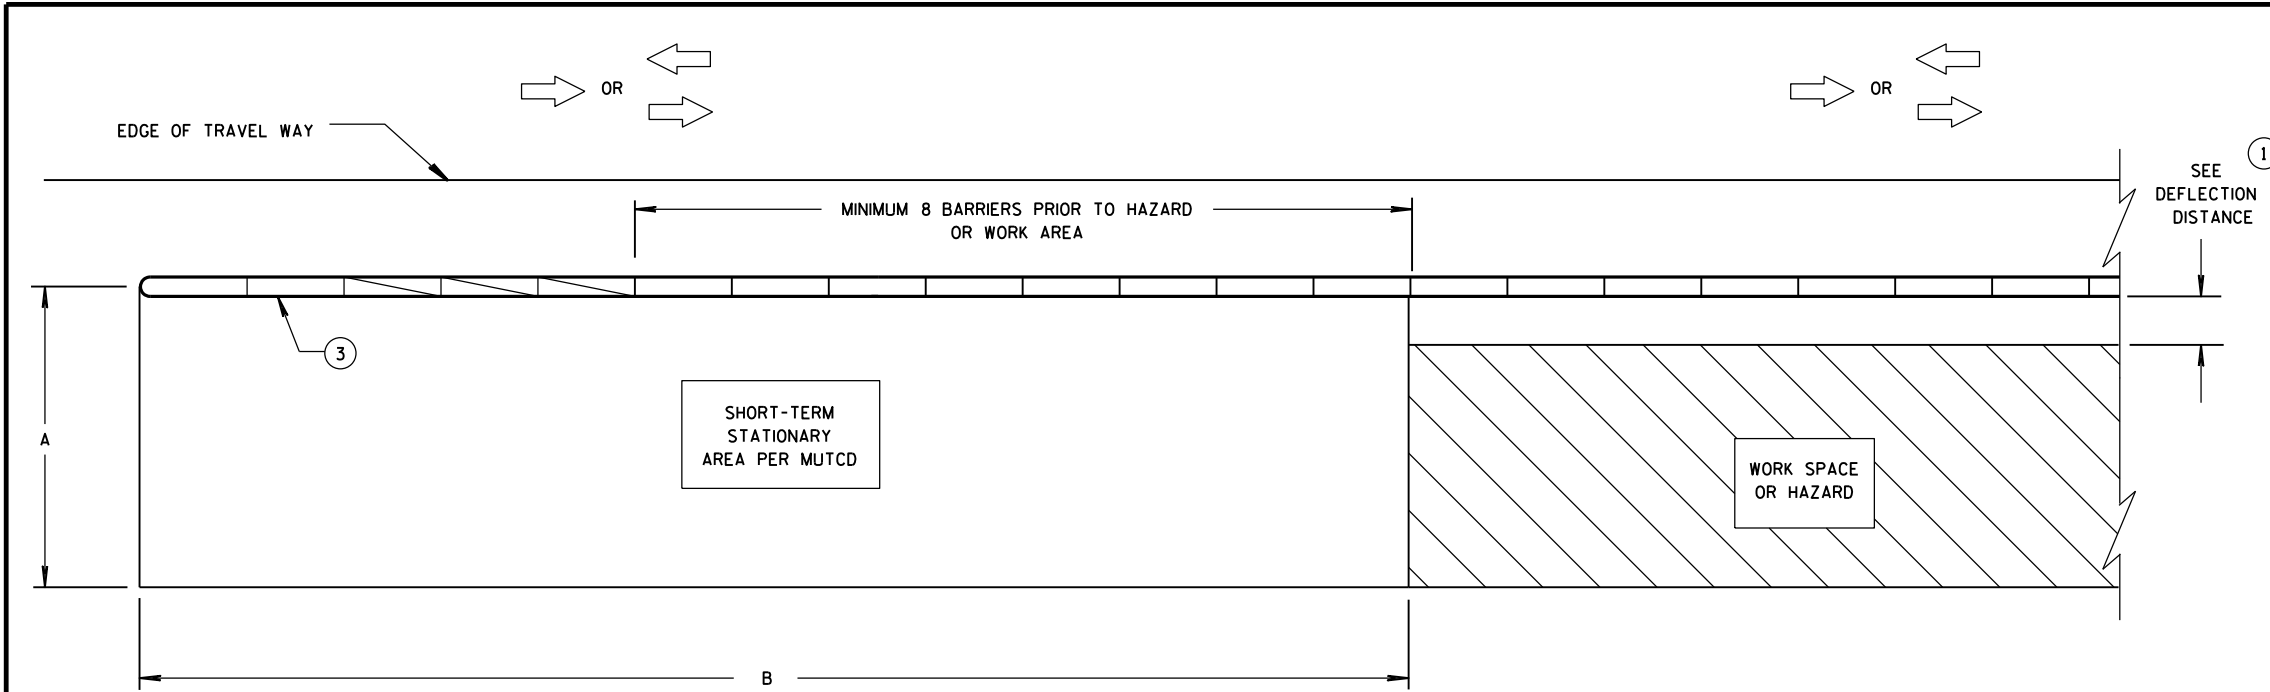 OR
OR
EDGE OF TRAVEL WAY
1
SEE
DEFLECTION
DISTANCE
MINIMUM 8 BARRIERS PRIOR TO HAZARD
OR WORK AREA
3
A
SHORT-TERM
STATIONARY
AREA PER MUTCD
WORK SPACE
OR HAZARD
B